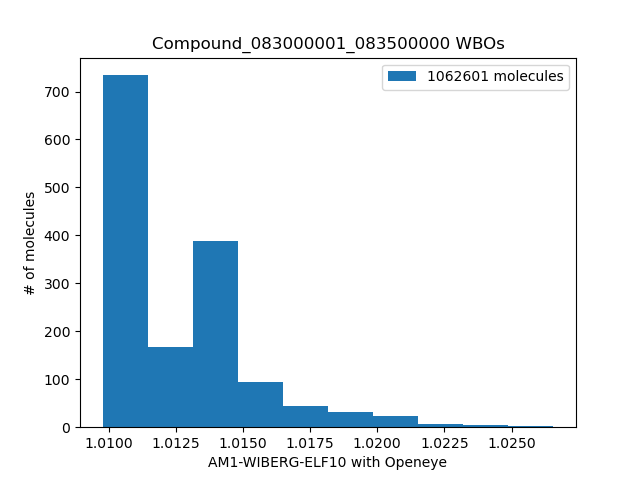 Compound_083000001_083500000 WBOs
1062601 molecules
# of molecules
700
600
500
400
300
200
100
0
1.0100 1.0125 1.0150 1.0175 1.0200 1.0225 1.0250
AM1-WIBERG-ELF10 with Openeye